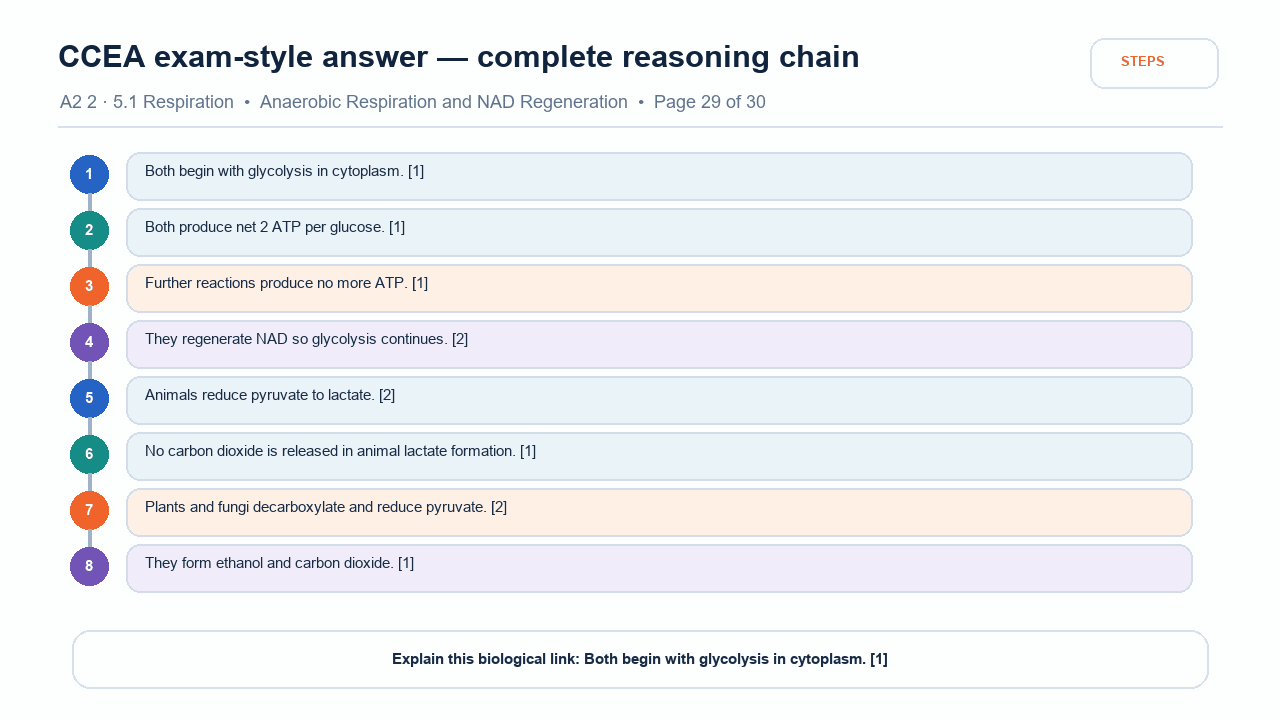 CCEA exam-style answer — complete reasoning chain
STEPS
A2 2 · 5.1 Respiration • Anaerobic Respiration and NAD Regeneration • Page 29 of 30
1 Both begin with glycolysis in cytoplasm. [1]
2 Both produce net 2 ATP per glucose. [1]
3 Further reactions produce no more ATP. [1]
4 They regenerate NAD so glycolysis continues. [2]
5 Animals reduce pyruvate to lactate. [2]
6 No carbon dioxide is released in animal lactate formation. [1]
7 Plants and fungi decarboxylate and reduce pyruvate. [2]
8 They form ethanol and carbon dioxide. [1]
Explain this biological link: Both begin with glycolysis in cytoplasm. [1]